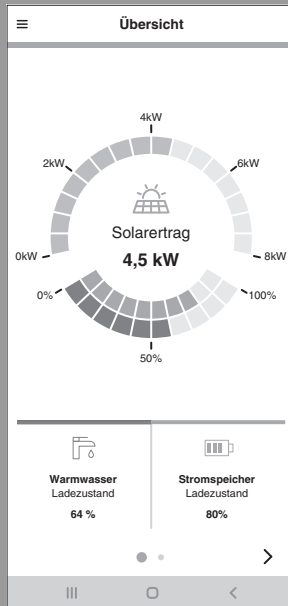 Übersicht
4kW
2kW
6kW
0kW
8kW
Solarertrag
4,5 kW
0%
100%
50%
Warmwasser
Ladezustand
64 %
Stromspeicher
Ladezustand
80%